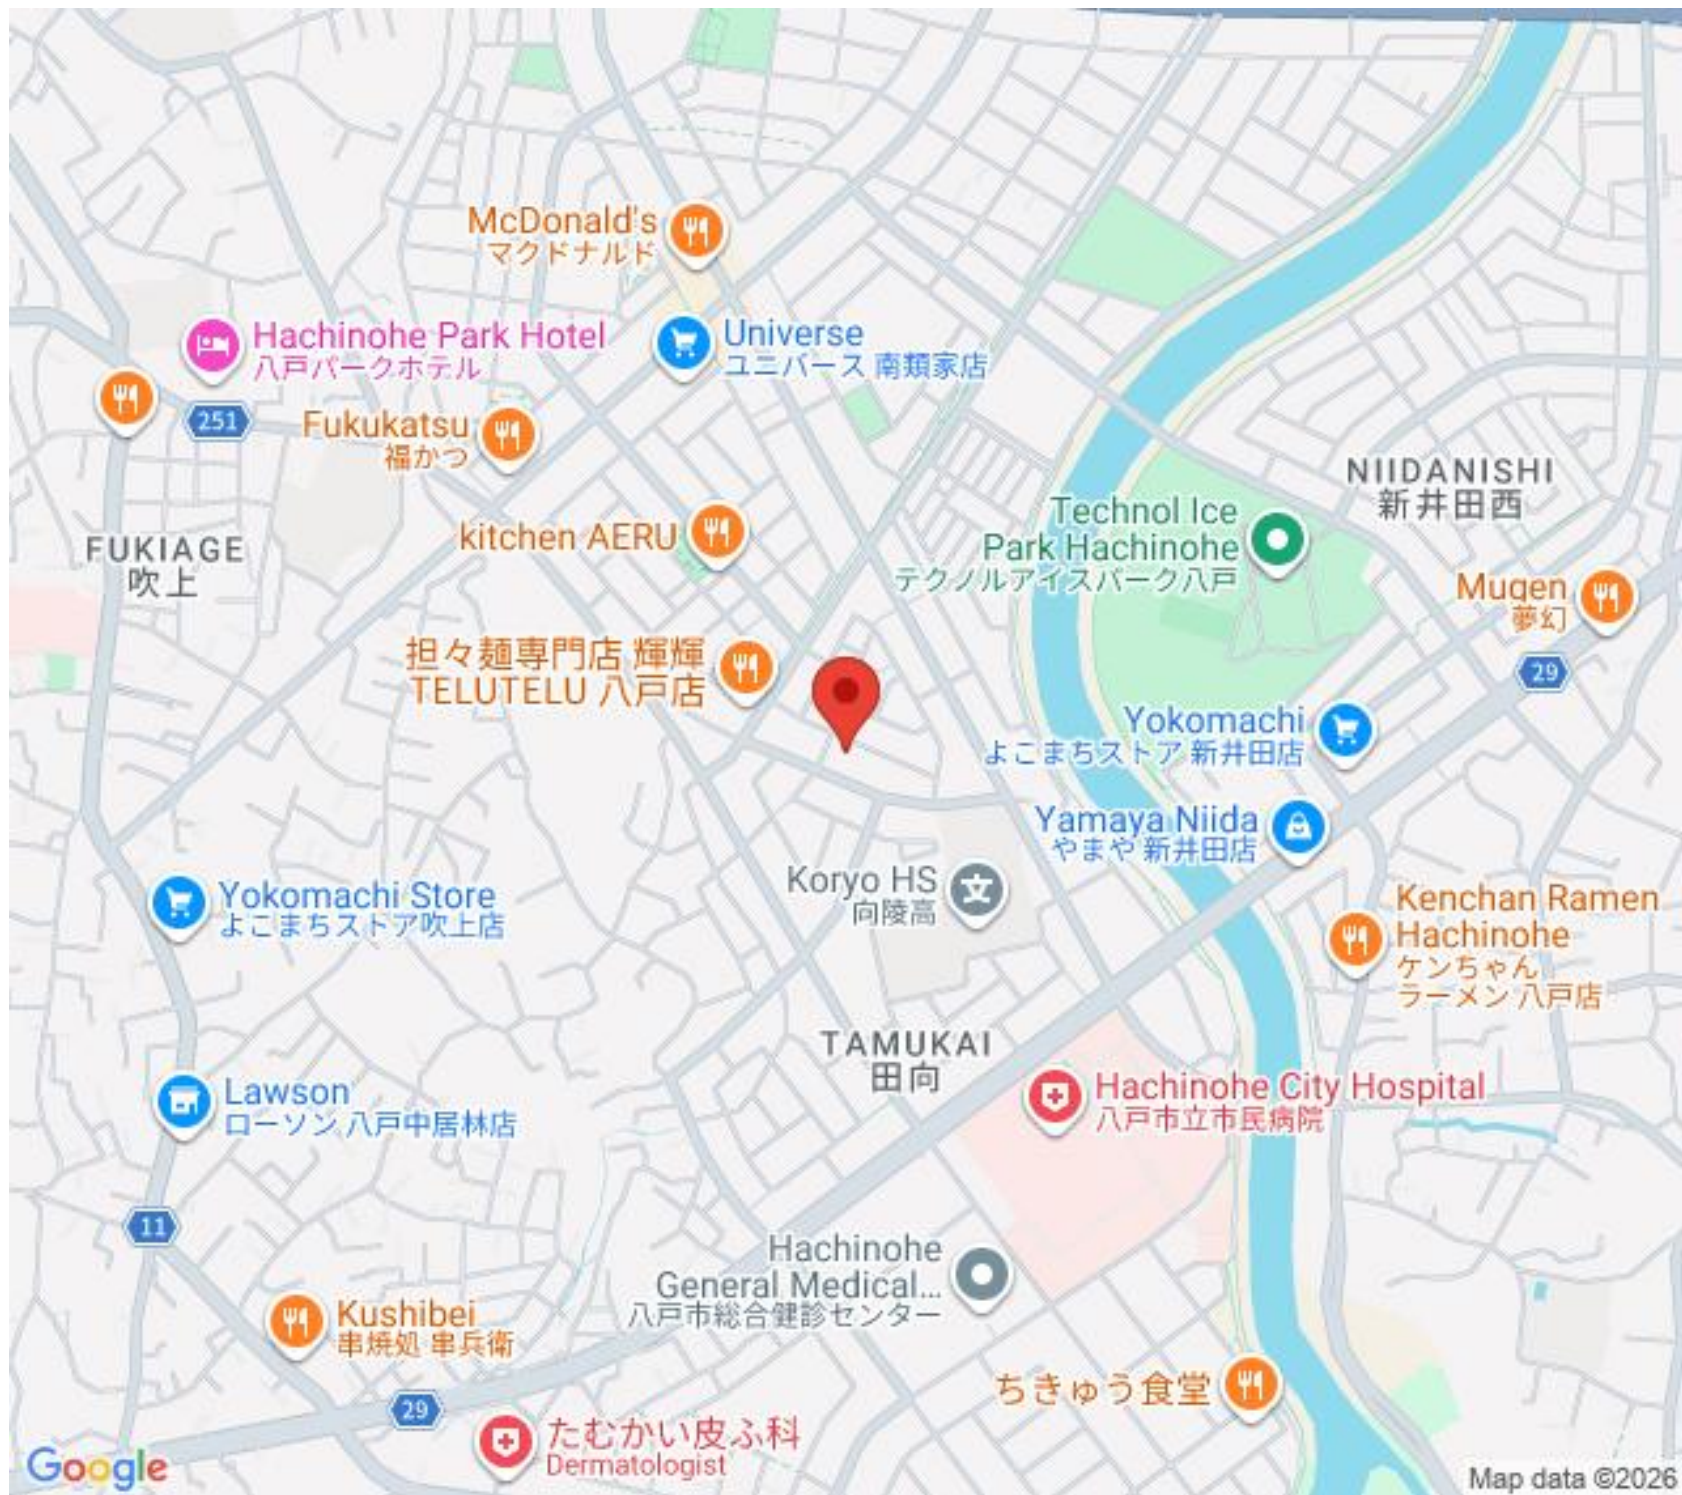 McDonald's
マクドナルド
Hachinohe Park Hotel
八戸パークホテル
Universe
ユニバース 南類家店
251
Fukukatsu
福かつ
NIIDANISHI
新井田西
kitchen AERU
Technol Ice
Park Hachinohe
テクノルアイスパーク八戸
FUKIAGE
吹上
Mugen
夢幻
担々麺専門店 輝輝
TELUTELU 八戸店
29
Yokomachi
よこまちストア 新井田店
Yamaya Niida
やまや 新井田店
Koryo HS
向陵高
Yokomachi Store
よこまちストア吹上店
Kenchan Ramen
Hachinohe
ケンちゃん
ラーメン 八戸店
TAMUKAI
田向
Hachinohe City Hospital
八戸市立市民病院
Lawson
ローソン 八戸中居林店
11
Hachinohe
General Medical...
八戸市総合健診センター
Kushibei
串焼処 串兵衛
ちきゅう食堂
29
たむかい皮ふ科
Dermatologist
Google
Map data ©2026